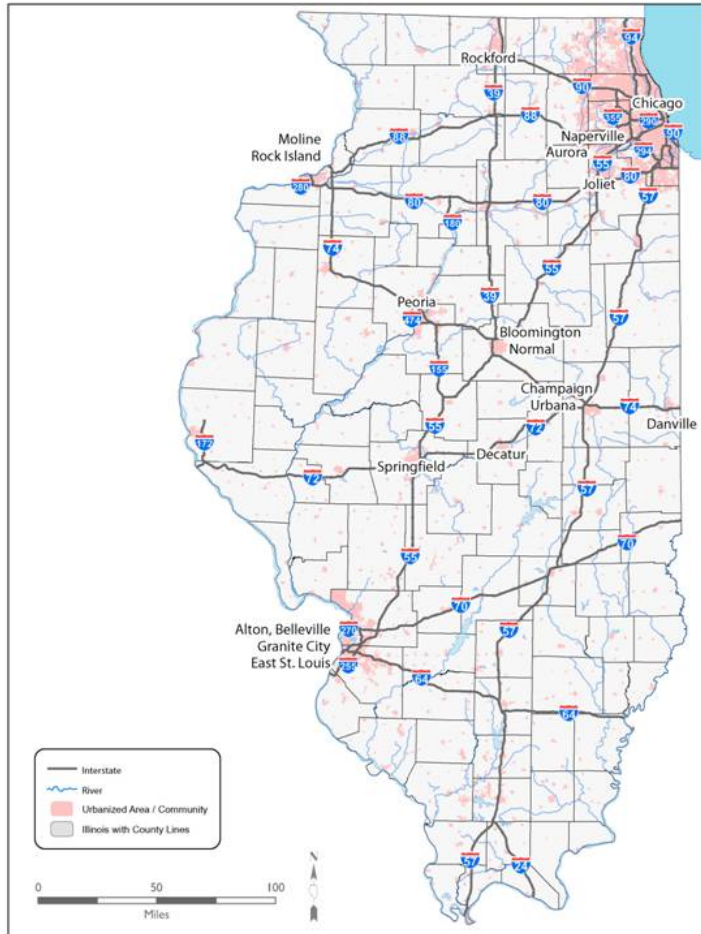 94
Rockford
90
39
Chicago
355
290
88
Naperville
90
Moline
Rock Island
88
Aurora
294
55
80
Joliet
280
80
80
57
180
74
55
39
57
Peoria
474
Bloomington
Normal
155
Champaign
Urbana
74
55
72
Danville
172
Decatur
Springfield
72
57
70
55
70
Alton, Belleville
Granite City
East St. Louis
270
57
255
64
64
Interstate
River
Urbanized Area / Community
Illinois with County Lines
57
24
N
0 50 100
Miles